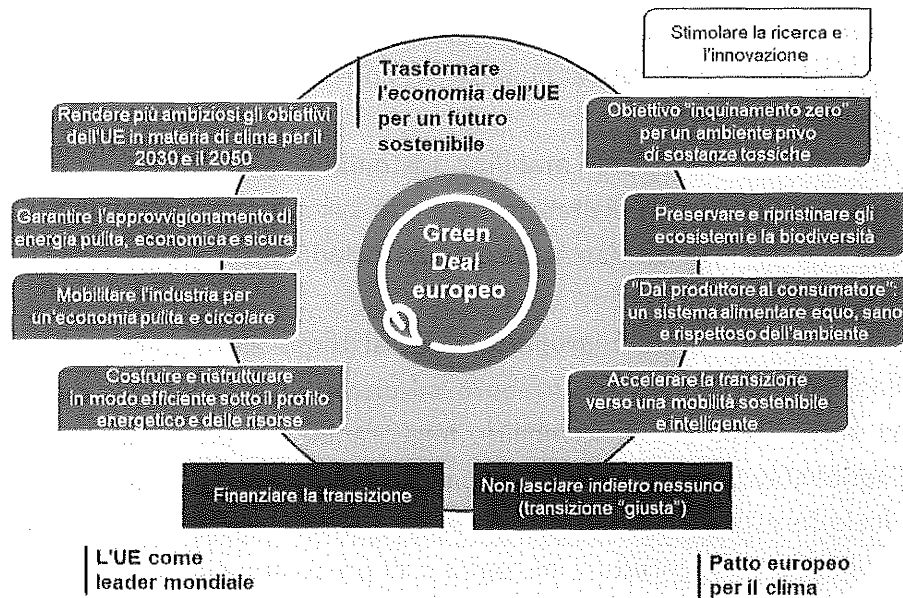 Stimolare la ricerca e
l'innovazione
Trasformare
l'economia dell'UE
per un futuro
sostenibile
Rendere più ambiziosi gli obiettivi
dell'UE in materia di clima per il
2030 e il 2050
Obiettivo "inquinamento zero"
per un ambiente privo
di sostanze tossiche
Garantire l'approvvigionamento di
energia pulita, economica e sicura
Preservare e ripristinare gli
ecosistemi e la biodiversità
Green
Deal
europeo
Mobilitare l'industria per
un'economia pulita e circolare
"Dal produttore al consumatore":
un sistema alimentare equo, sano
e rispettoso dell'ambiente
Costruire e ristrutturare
in modo efficiente sotto il profilo
energetico e delle risorse
Accelerare la transizione
verso una mobilità sostenibile
e intelligente
Finanziare la transizione
Non lasciare indietro nessuno
(transizione "giusta")
L'UE come
leader mondiale
Patto europeo
per il clima